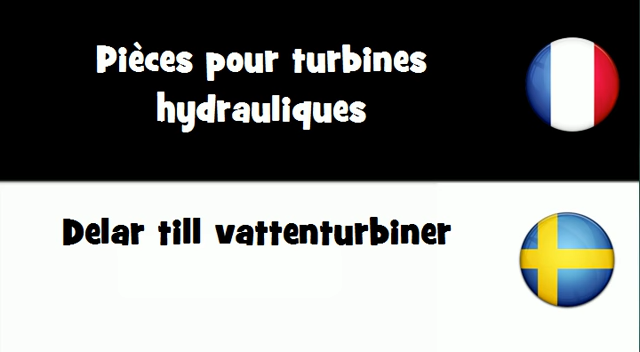 Pièces pour turbines
hydrauliques
Delar till vattenturbiner